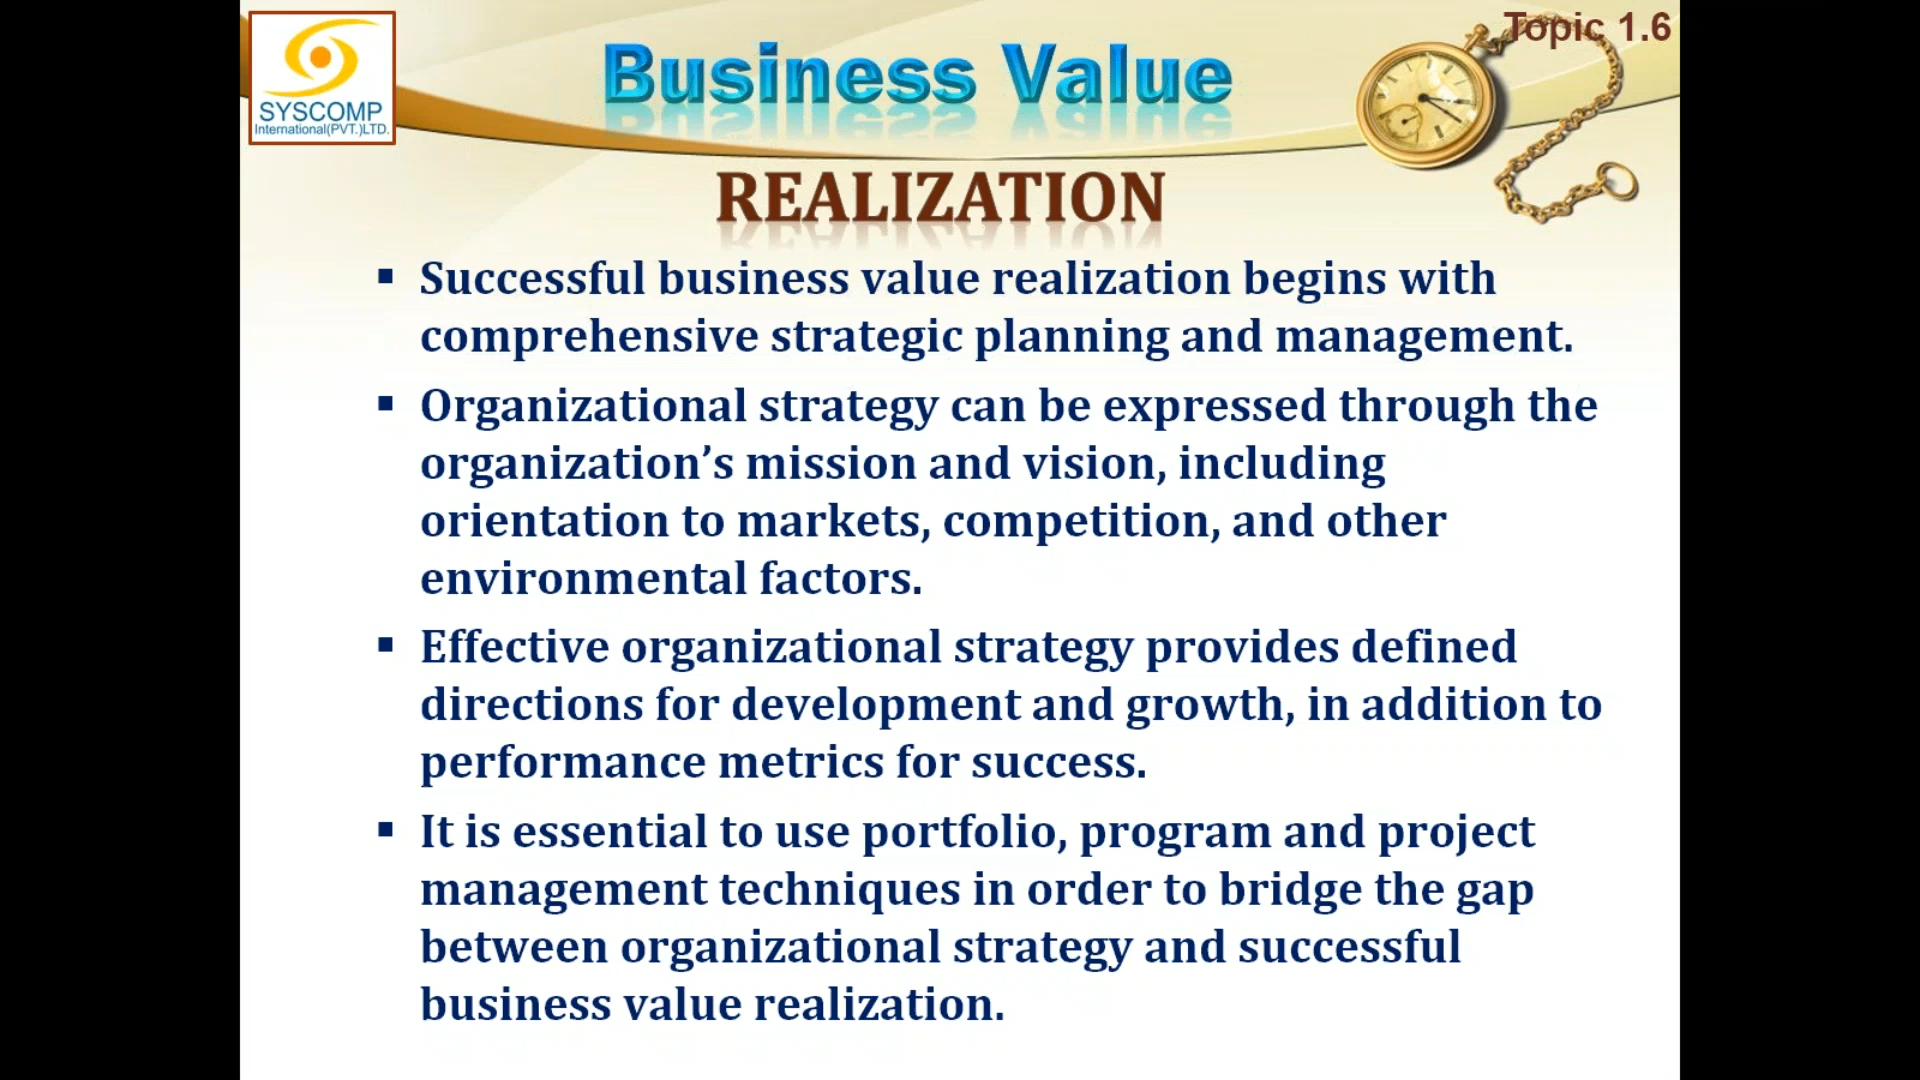 Topic 1.6
SYSCOMP
International(PVT.)LTD.
Business Value
REALIZATION
▪ Successful business value realization begins with
comprehensive strategic planning and management.
▪ Organizational strategy can be expressed through the
organization’s mission and vision, including
orientation to markets, competition, and other
environmental factors.
▪ Effective organizational strategy provides defined
directions for development and growth, in addition to
performance metrics for success.
▪ It is essential to use portfolio, program and project
management techniques in order to bridge the gap
between organizational strategy and successful
business value realization.